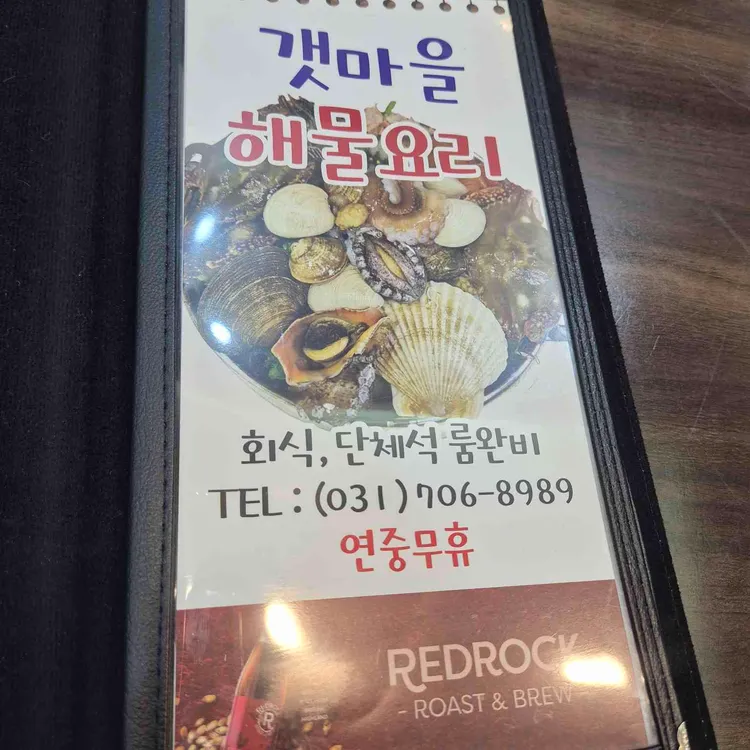 갯마을
해물요리
회식, 단체석 룸완비
TEL : (031) 706-8989
연중무휴
REDROCK
- ROAST & BREW -